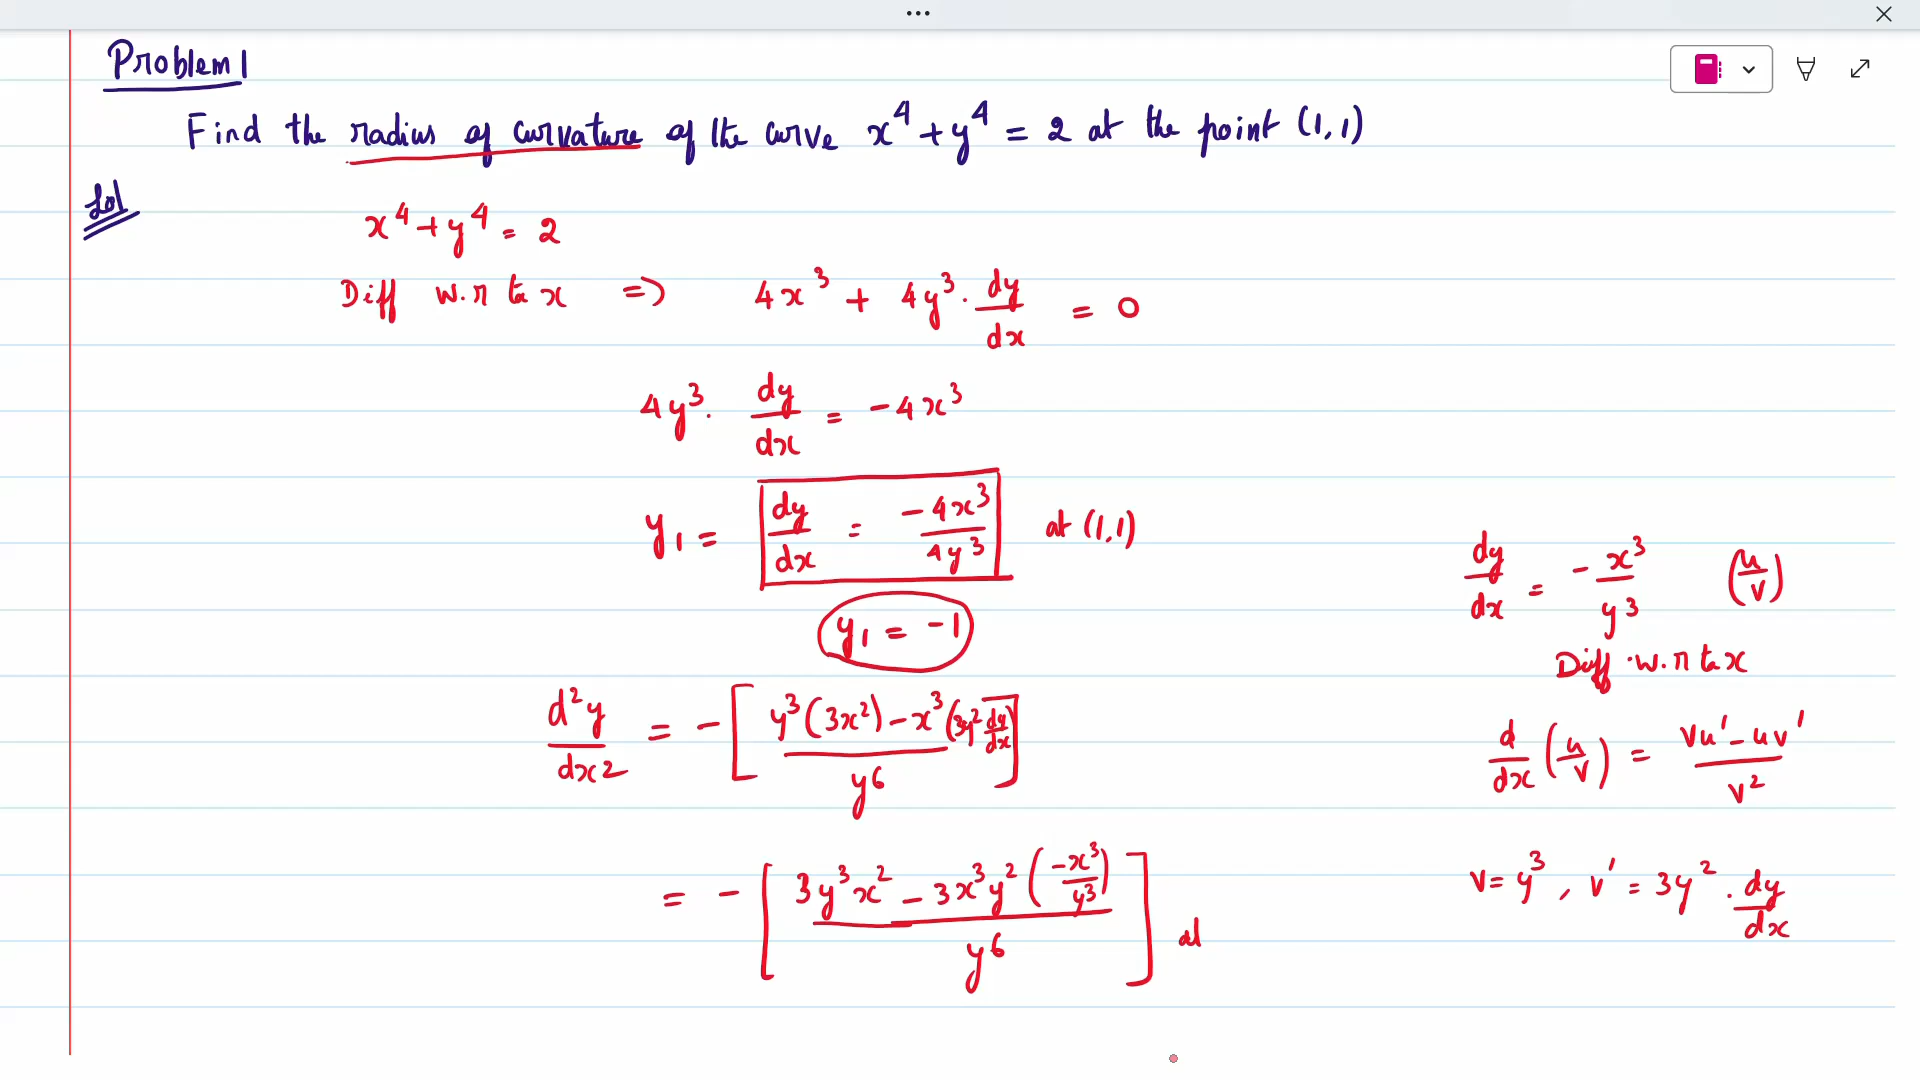 Problem 1
Find the radius of curvature of the curve x⁴ + y⁴ = 2 at the point (1,1)
Sol
x⁴ + y⁴ = 2
Diff w.r to x => 4x³ + 4y³. dy/dx = 0
4y³. dy/dx = -4x³
y₁ = dy/dx = -4x³/4y³ at (1,1)
y₁ = -1
d²y/dx2 = - [ y³(3x²) - x³(3y² dy/dx) / y⁶ ]
= - [ 3y³x² - 3x³y² (-x³/y³) / y⁶ ] at
dy/dx = -x³/y³ (u/v)
Diff .w.r to x
d/dx (u/v) = vu' - uv' / v²
v = y³, v' = 3y². dy/dx